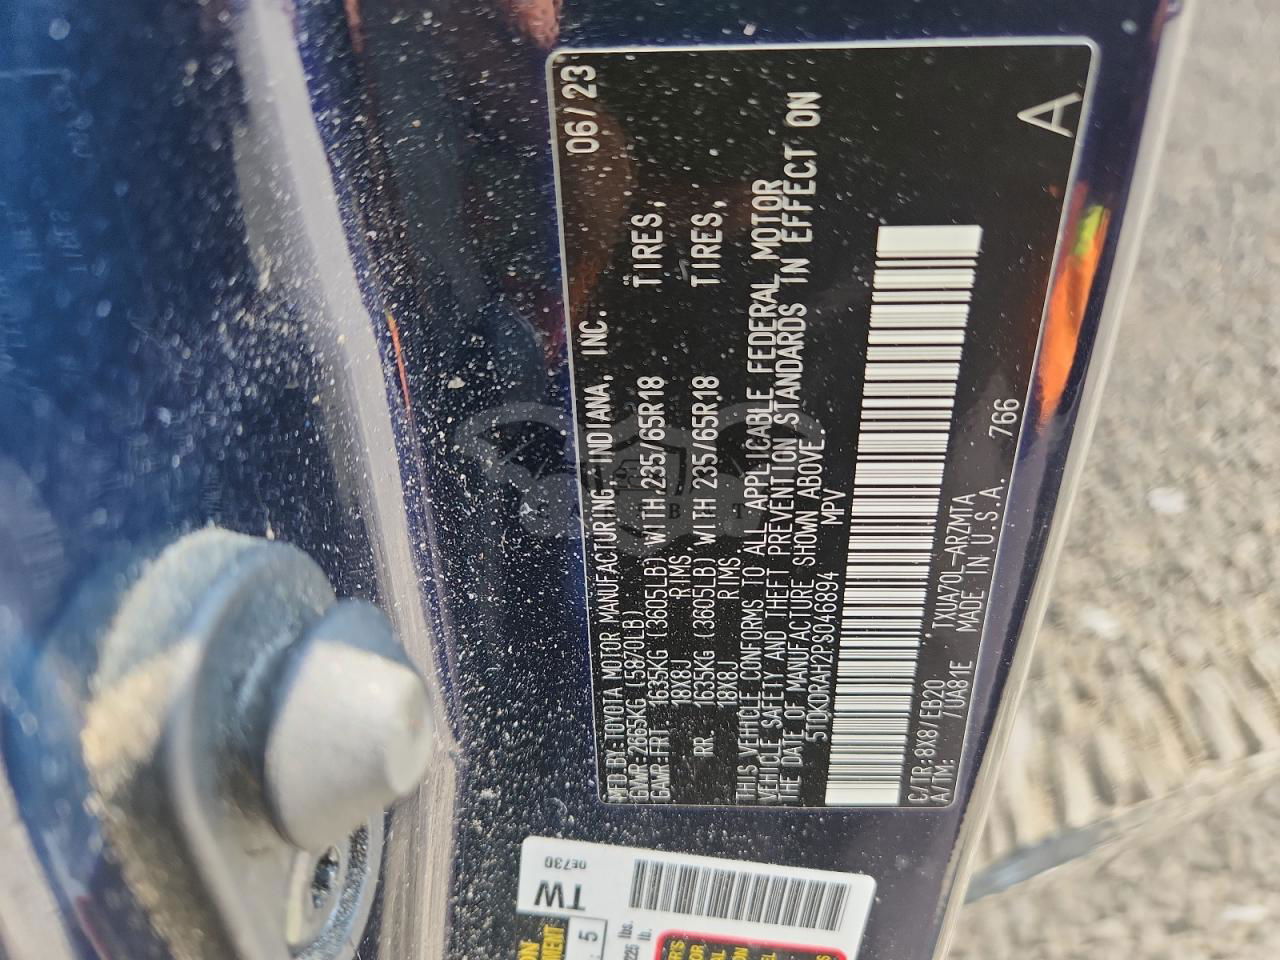 MFD.BY:TOYOTA MOTOR MANUFACTURING, INDIANA, INC. 06/23
GVWR-2665KG (5870LB)
GAWR-FRT. 1635KG (3605LB) WITH 235/65R18 TIRES,
18X8J RIMS,
RR. 1635KG (3605LB) WITH 235/65R18 TIRES,
18X8J RIMS.
THIS VEHICLE CONFORMS TO ALL APPLICABLE FEDERAL MOTOR
VEHICLE SAFETY AND THEFT PREVENTION STANDARDS IN EFFECT ON
THE DATE OF MANUFACTURE SHOWN ABOVE.
5TDKDRAH2PS046894 MPV
C/TR:8X8/EB20 TXUA70L-ARZMTA 766
A/TM: /UA81E MADE IN U.S.A.
A
0E730
TW
5